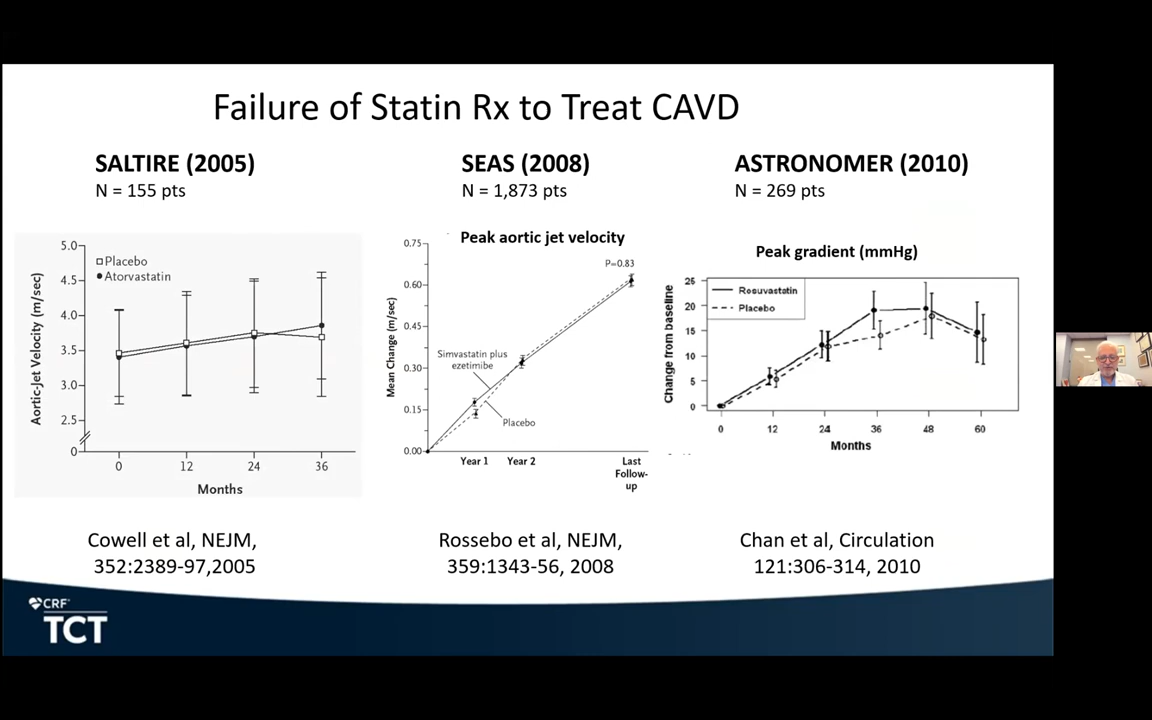 Failure of Statin Rx to Treat CAVD
SALTIRE (2005)
N = 155 pts
Aortic-Jet Velocity (m/sec)
5.0
4.5
4.0
3.5
3.0
2.5
0
Placebo
Atorvastatin
0
12
24
36
Months
Cowell et al, NEJM,
352:2389-97,2005
SEAS (2008)
N = 1,873 pts
Peak aortic jet velocity
Mean Change (m/sec)
0.75
0.60
0.45
0.30
0.15
0.00
P=0.83
Simvastatin plus
ezetimibe
Placebo
Year 1
Year 2
Last
Follow-
up
Rossebo et al, NEJM,
359:1343-56, 2008
ASTRONOMER (2010)
N = 269 pts
Peak gradient (mmHg)
Change from baseline
25
20
15
10
5
0
Rosuvastatin
Placebo
0
12
24
36
48
60
Months
Chan et al, Circulation
121:306-314, 2010
CRF
TCT